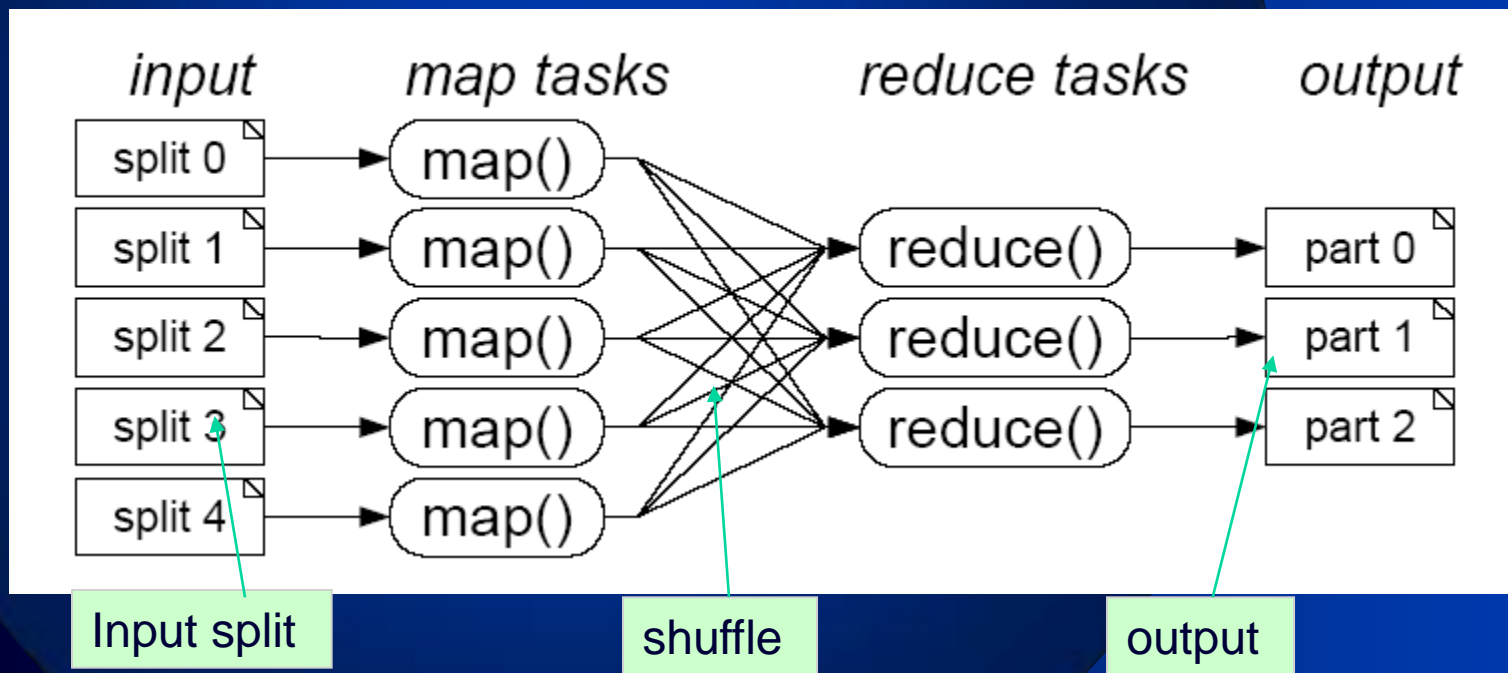 input map tasks reduce tasks output
split 0 map()
split 1 map() reduce() part 0
split 2 map() reduce() part 1
split 3 map() reduce() part 2
split 4 map()
Input split shuffle output